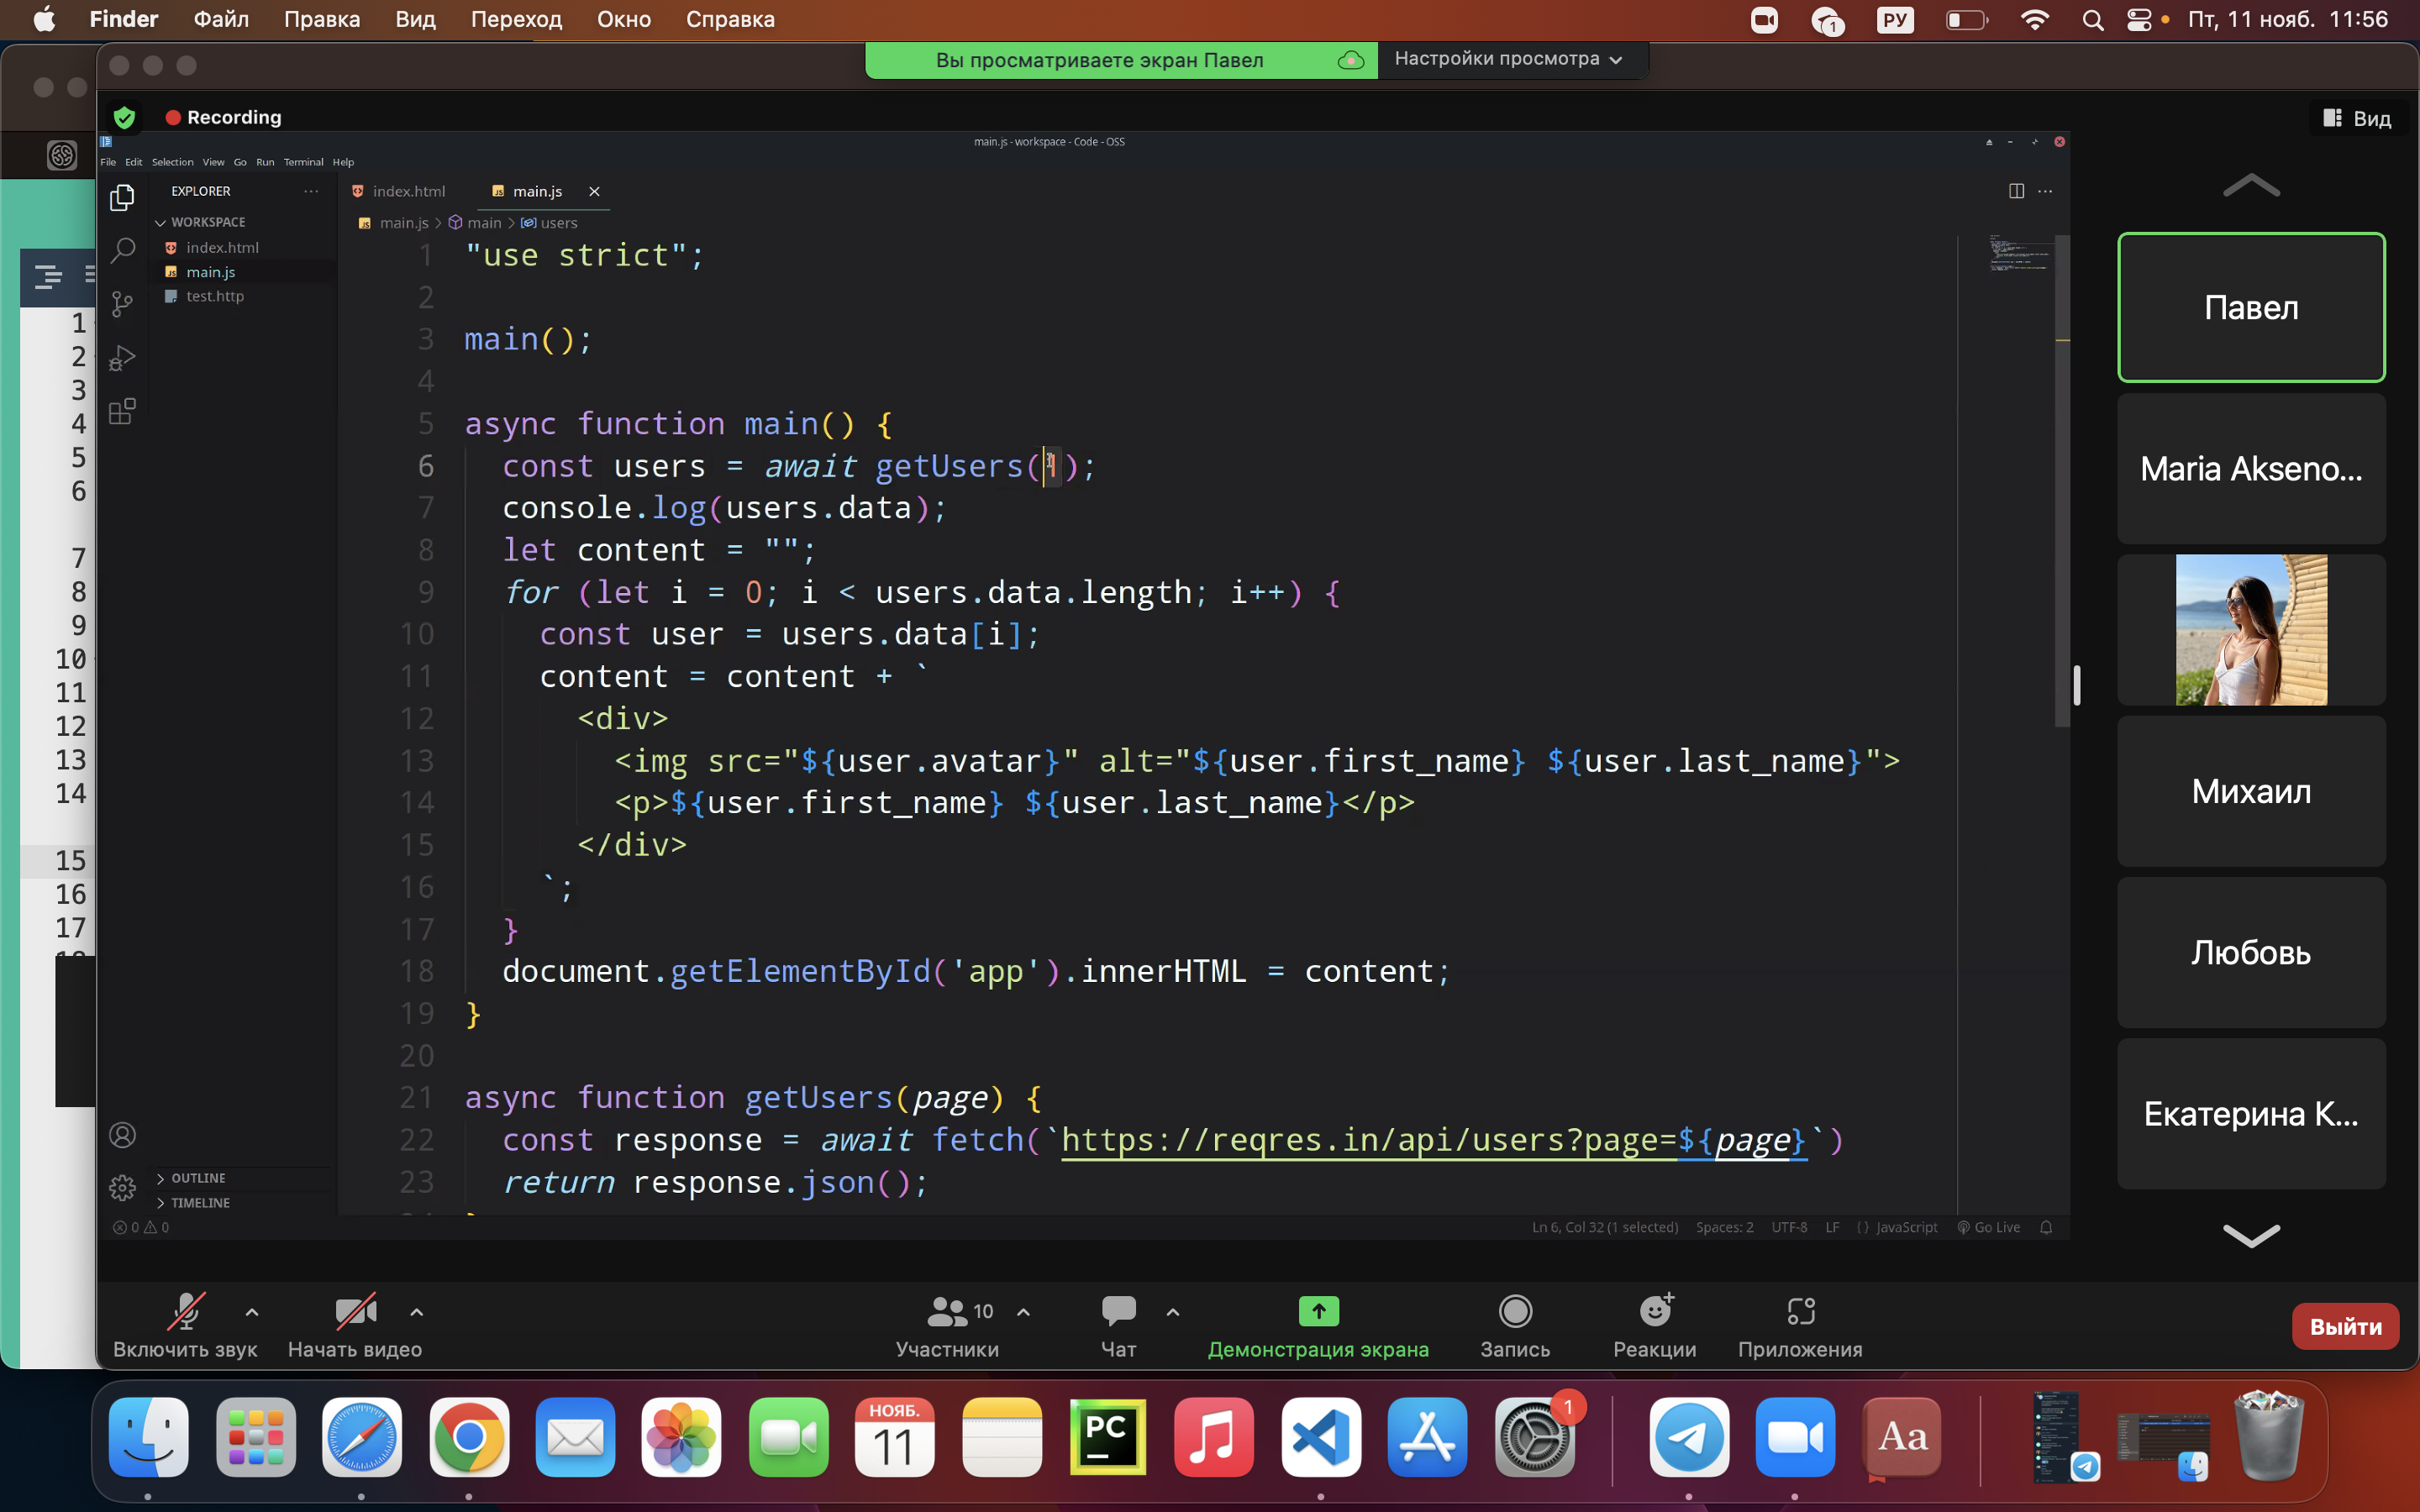 Finder Файл Правка Вид Переход Окно Справка
1 РУ Пт, 11 нояб. 11:56
Вы просматриваете экран Павел Настройки просмотра
Recording Вид
main.js - workspace - Code - OSS
File Edit Selection View Go Run Terminal Help
EXPLORER ··· index.html JS main.js ···
WORKSPACE
index.html
JS main.js
test.http
JS main.js > main > users
1 "use strict";
2
3 main();
4
5 async function main() {
6 const users = await getUsers(1);
7 console.log(users.data);
8 let content = "";
9 for (let i = 0; i < users.data.length; i++) {
10 const user = users.data[i];
11 content = content + `
12 <div>
13 <img src="${user.avatar}" alt="${user.first_name} ${user.last_name}">
14 <p>${user.first_name} ${user.last_name}</p>
15 </div>
16 `;
17 }
18 document.getElementById('app').innerHTML = content;
19 }
20
21 async function getUsers(page) {
22 const response = await fetch(`https://reqres.in/api/users?page=${page}`)
23 return response.json();
OUTLINE
TIMELINE
0 0 Ln 6, Col 32 (1 selected) Spaces: 2 UTF-8 LF {} JavaScript Go Live
1
2
3
4
5
6
7
8
9
10
11
12
13
14
15
16
17
Павел
Maria Akseno...
Михаил
Любовь
Екатерина К...
Включить звук Начать видео Участники 10 Чат Демонстрация экрана Запись Реакции Приложения Выйти
НОЯБ.
11
PC
1
Aa